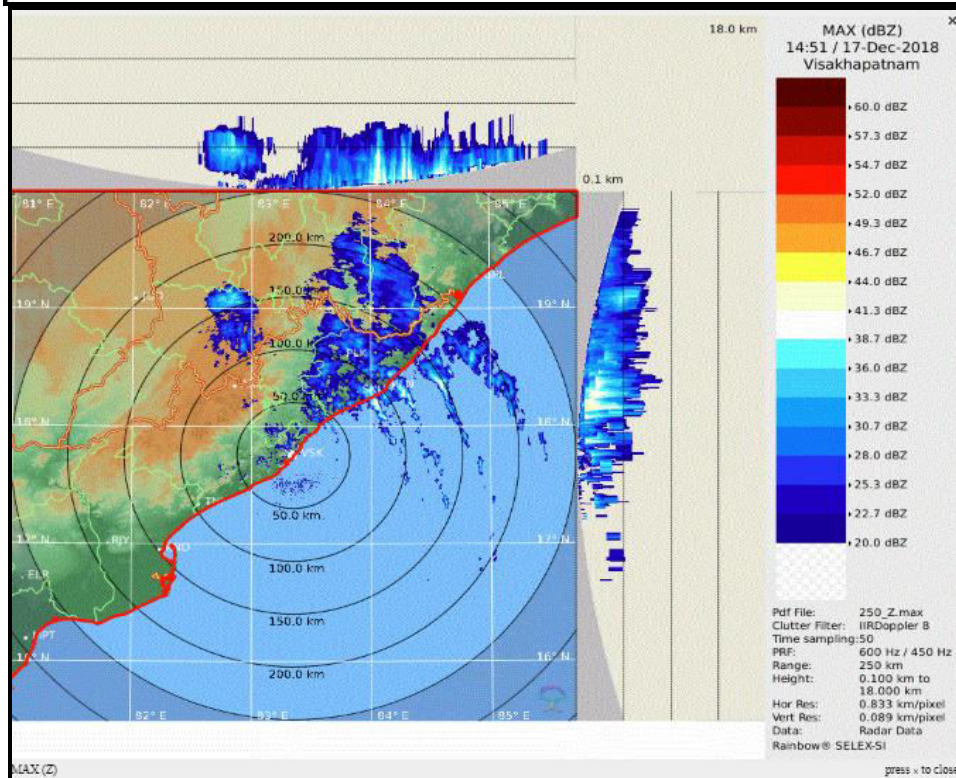 18.0 km
×
MAX (dBZ)
14:51 / 17-Dec-2018
Visakhapatnam
60.0 dBZ
57.3 dBZ
54.7 dBZ
52.0 dBZ
49.3 dBZ
46.7 dBZ
44.0 dBZ
41.3 dBZ
38.7 dBZ
36.0 dBZ
33.3 dBZ
30.7 dBZ
28.0 dBZ
25.3 dBZ
22.7 dBZ
20.0 dBZ
0.1 km
81° E
82° E
83° E
84° E
85° E
200.0 km
150.0 km
19° N
100.0 km
50.0 km
18° N
VSK
50.0 km
17° N
RJY
100.0 km
ELR
150.0 km
16° N
200.0 km
82° E
83° E
84° E
85° E
Pdf File: 250_Z.max
Clutter Filter: IIRDoppler 8
Time sampling:50
PRF: 600 Hz / 450 Hz
Range: 250 km
Height: 0.100 km to
18.000 km
Hor Res: 0.833 km/pixel
Vert Res: 0.089 km/pixel
Data: Radar Data
Rainbow® SELEX-SI
MAX (Z)
press × to close